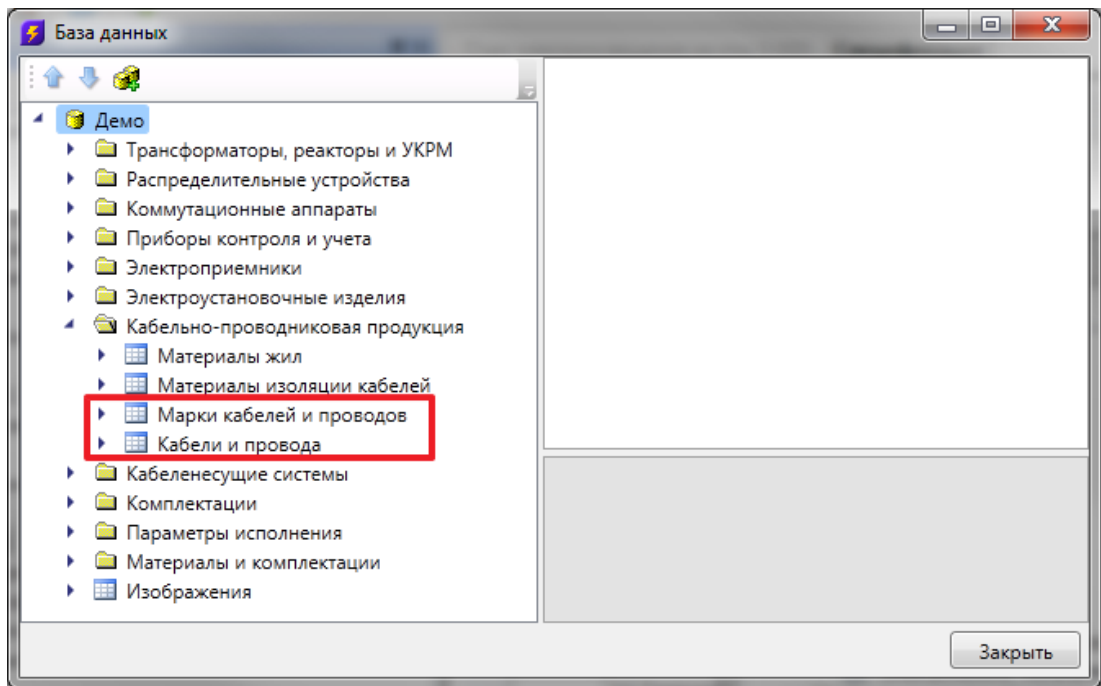 База данных
Демо
Трансформаторы, реакторы и УКРМ
Распределительные устройства
Коммутационные аппараты
Приборы контроля и учета
Электроприемники
Электроустановочные изделия
Кабельно-проводниковая продукция
Материалы жил
Материалы изоляции кабелей
Марки кабелей и проводов
Кабели и провода
Кабеленесущие системы
Комплектации
Параметры исполнения
Материалы и комплектации
Изображения
Закрыть